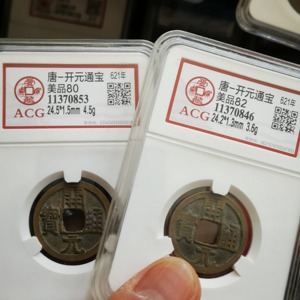 唐-开元通宝 621年
美品80
11370853
ACG 24.5*1.5mm 4.5g
開
通
元
寶
唐-开元通宝 621年
美品82
11370846
ACG 24.2*1.3mm 3.6g
開
通
元
寶